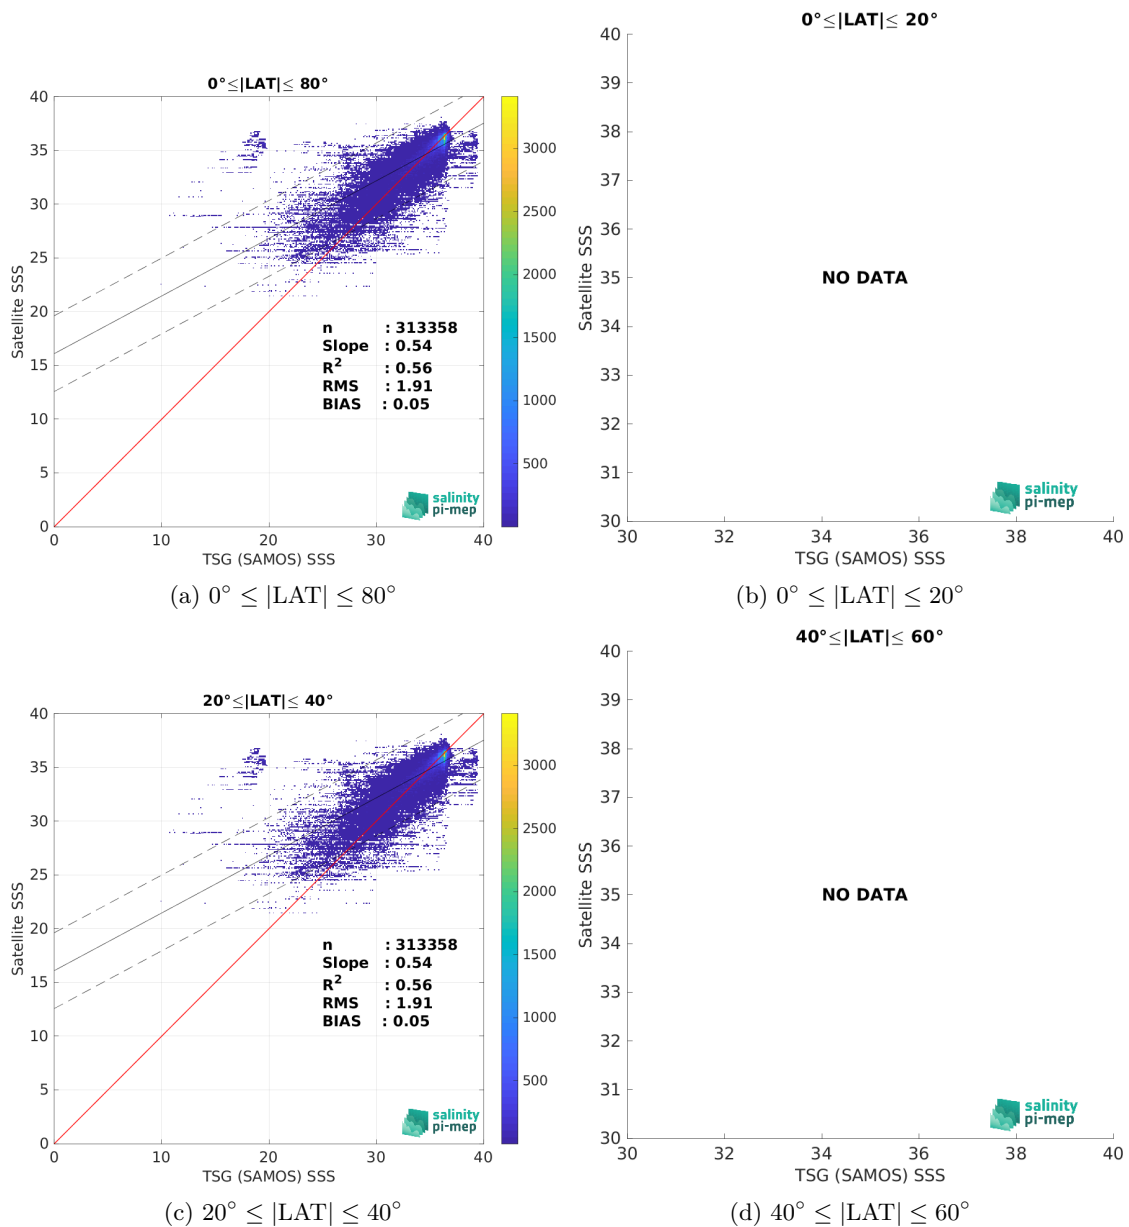 0°≤|LAT|≤ 80°
40
35
30
25
20
15
10
5
0
0
10
20
30
40
Satellite SSS
TSG (SAMOS) SSS
n : 313358
Slope : 0.54
R² : 0.56
RMS : 1.91
BIAS : 0.05
salinity
pi-mep
3000
2500
2000
1500
1000
500
(a) 0° ≤ |LAT| ≤ 80°
0°≤|LAT|≤ 20°
40
39
38
37
36
35
34
33
32
31
30
30
32
34
36
38
40
Satellite SSS
NO DATA
TSG (SAMOS) SSS
salinity
pi-mep
(b) 0° ≤ |LAT| ≤ 20°
20°≤|LAT|≤ 40°
40
35
30
25
20
15
10
5
0
0
10
20
30
40
Satellite SSS
TSG (SAMOS) SSS
n : 313358
Slope : 0.54
R² : 0.56
RMS : 1.91
BIAS : 0.05
salinity
pi-mep
3000
2500
2000
1500
1000
500
(c) 20° ≤ |LAT| ≤ 40°
40°≤|LAT|≤ 60°
40
39
38
37
36
35
34
33
32
31
30
30
32
34
36
38
40
Satellite SSS
NO DATA
TSG (SAMOS) SSS
salinity
pi-mep
(d) 40° ≤ |LAT| ≤ 60°